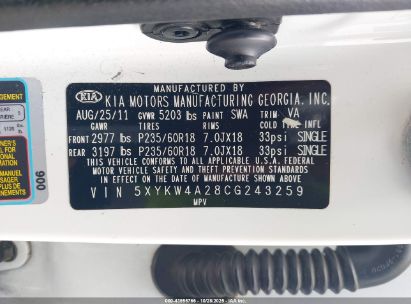 MANUFACTURED BY
KIA KIA MOTORS MANUFACTURING GEORGIA, INC.
AUG/25/11 GVWR 5203 lbs PAINT SWA TRIM VA
GAWR TIRES RIMS COLD TIRE INFL
FRONT 2977 lbs P235/60R18 7.0JX18 33psi SINGLE
REAR 3197 lbs P235/60R18 7.0JX18 33psi SINGLE
THIS VEHICLE CONFORMS TO ALL APPLICABLE U.S.A. FEDERAL
MOTOR VEHICLE SAFETY AND THEFT PREVENTION STANDARDS
IN EFFECT ON THE DATE OF MANUFACTURE SHOWN ABOVE.
VIN 5XYKW4A28CG243259
MPV
006